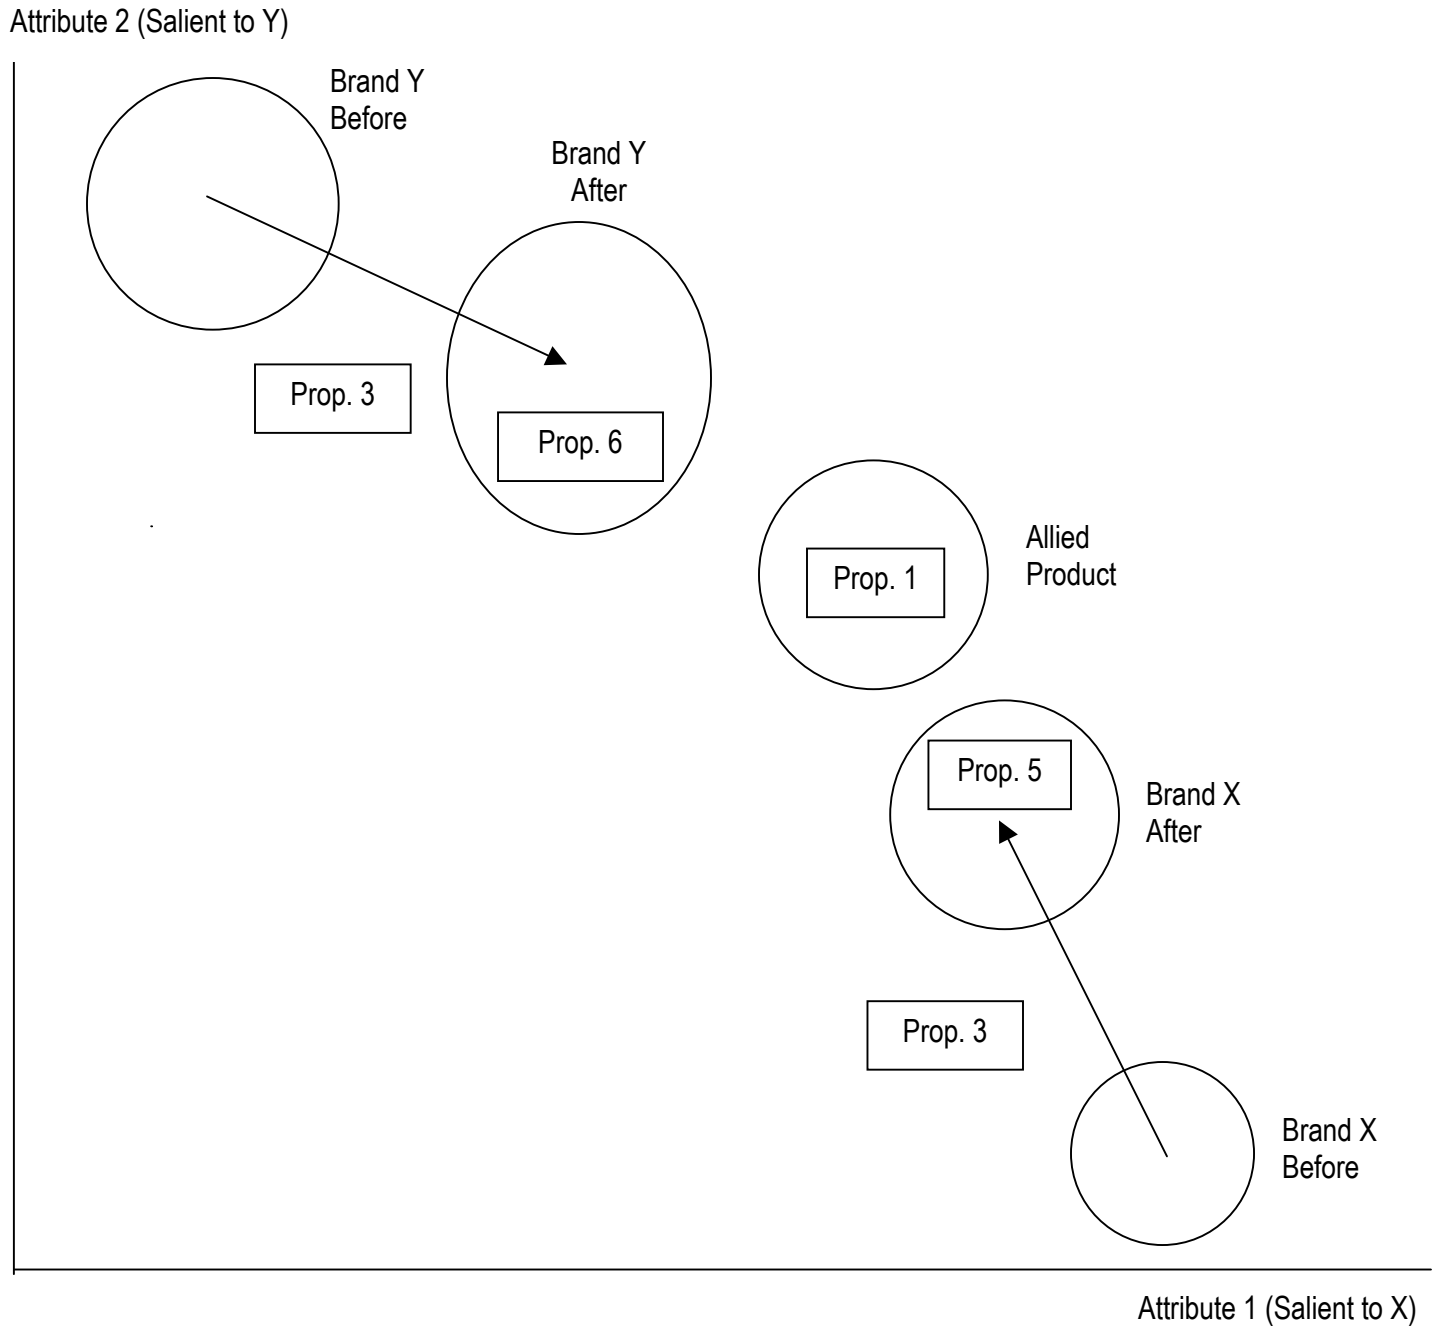 Attribute 2 (Salient to Y)
Brand Y
Before
Brand Y
After
Prop. 3
Prop. 6
Allied
Product
Prop. 1
Prop. 5
Brand X
After
Prop. 3
Brand X
Before
Attribute 1 (Salient to X)